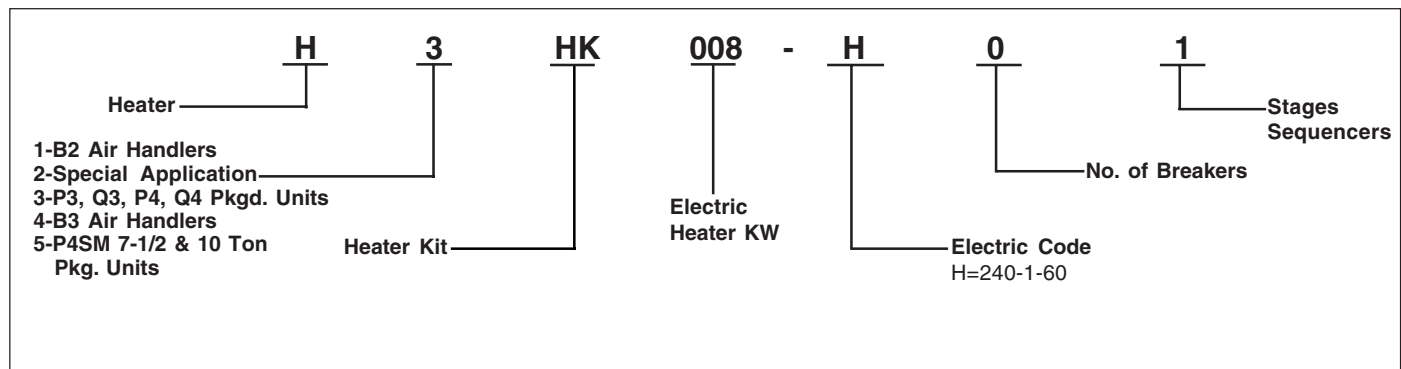 H 3 HK 008 - H 0 1
Heater
1-B2 Air Handlers
2-Special Application
3-P3, Q3, P4, Q4 Pkgd. Units
4-B3 Air Handlers
5-P4SM 7-1/2 & 10 Ton
Pkg. Units
Heater Kit
Electric
Heater KW
Electric Code
H=240-1-60
No. of Breakers
Stages
Sequencers